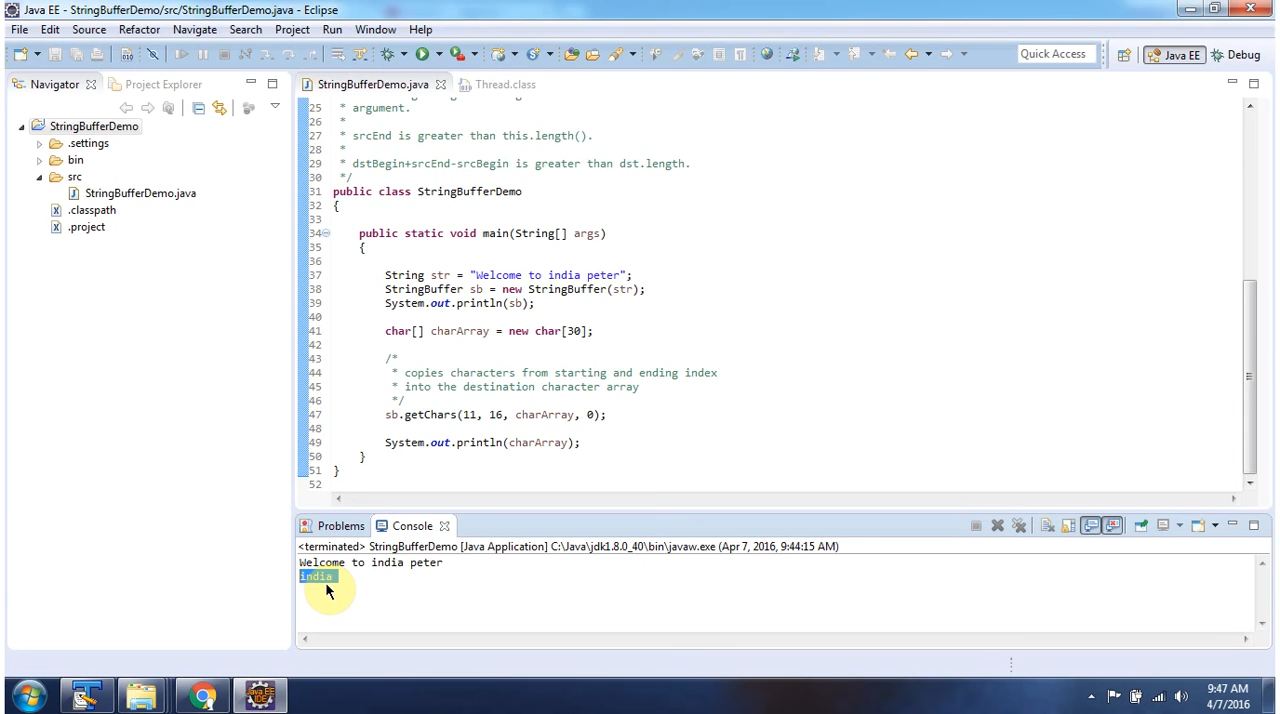 Java EE - StringBufferDemo/src/StringBufferDemo.java - Eclipse
File Edit Source Refactor Navigate Search Project Run Window Help
Quick Access Java EE Debug
Navigator Project Explorer
StringBufferDemo
.settings
bin
src
StringBufferDemo.java
.classpath
.project
StringBufferDemo.java Thread.class
25 * argument.
26 *
27 * srcEnd is greater than this.length().
28 *
29 * dstBegin+srcEnd-srcBegin is greater than dst.length.
30 */
31 public class StringBufferDemo
32 {
33
34 public static void main(String[] args)
35 {
36
37 String str = "Welcome to india peter";
38 StringBuffer sb = new StringBuffer(str);
39 System.out.println(sb);
40
41 char[] charArray = new char[30];
42
43 /*
44 * copies characters from starting and ending index
45 * into the destination character array
46 */
47 sb.getChars(11, 16, charArray, 0);
48
49 System.out.println(charArray);
50 }
51 }
52
Problems Console
<terminated> StringBufferDemo [Java Application] C:\Java\jdk1.8.0_40\bin\javaw.exe (Apr 7, 2016, 9:44:15 AM)
Welcome to india peter
india
Java EE IDE
9:47 AM
4/7/2016